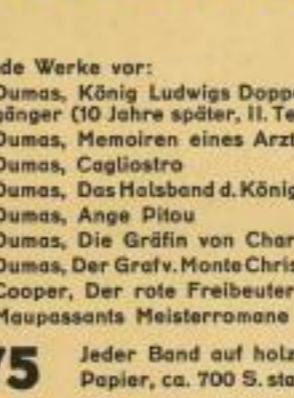 de Werke vor:
Dumas, König Ludwigs Doppe
gänger (10 Jahre später, II. Te
Dumas, Memoiren eines Arzt
Dumas, Cagliostro
Dumas, Das Halsband d. König
Dumas, Ange Pitou
Dumas, Die Gräfin von Char
Dumas, Der Graf v. Monte Chris
Cooper, Der rote Freibeuter
Maupassants Meisterromane
75 Jeder Band auf holz
Papier, ca. 700 S. sta